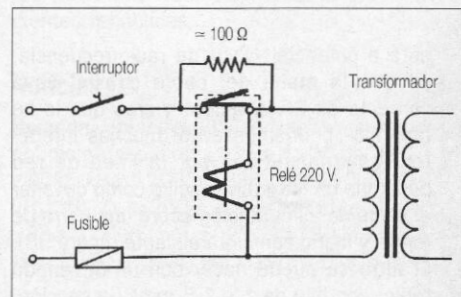 ≃ 100 Ω
Interruptor
Transformador
Relé 220 V.
Fusible